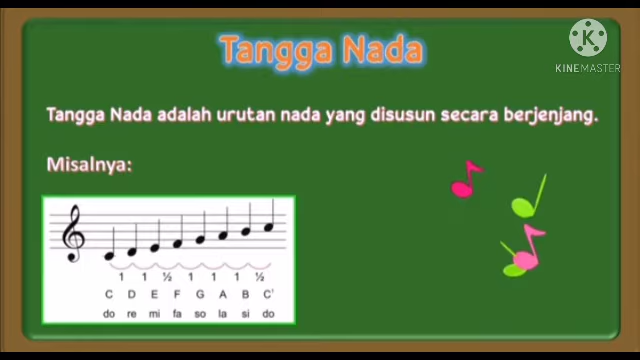 Tangga Nada
K
KINEMASTER
Tangga Nada adalah urutan nada yang disusun secara berjenjang.
Misalnya:
1 1 ½ 1 1 1 ½
C D E F G A B C'
do re mi fa so la si do